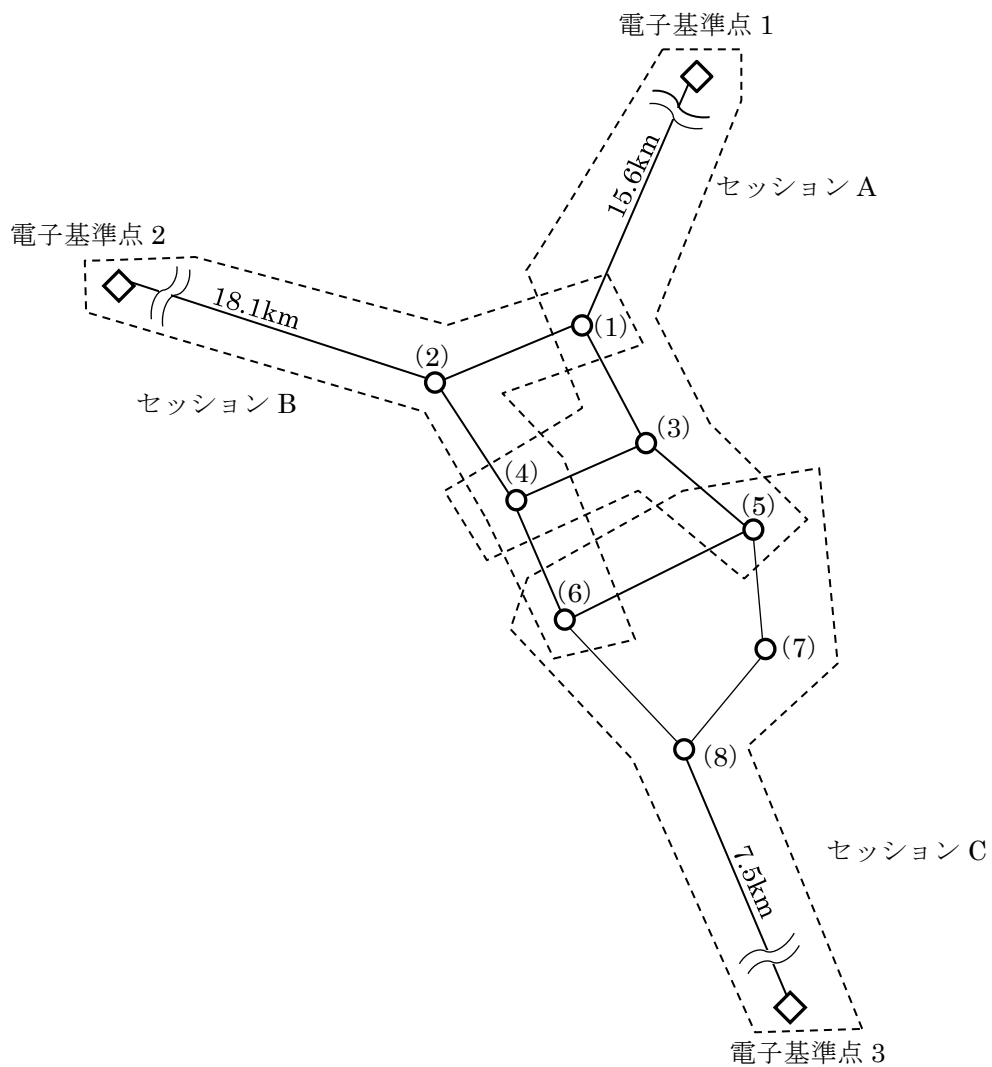 電子基準点 1
15.6km
セッション A
電子基準点 2
18.1km
(1)
(2)
セッション B
(3)
(4)
(5)
(6)
(7)
(8)
セッション C
7.5km
電子基準点 3